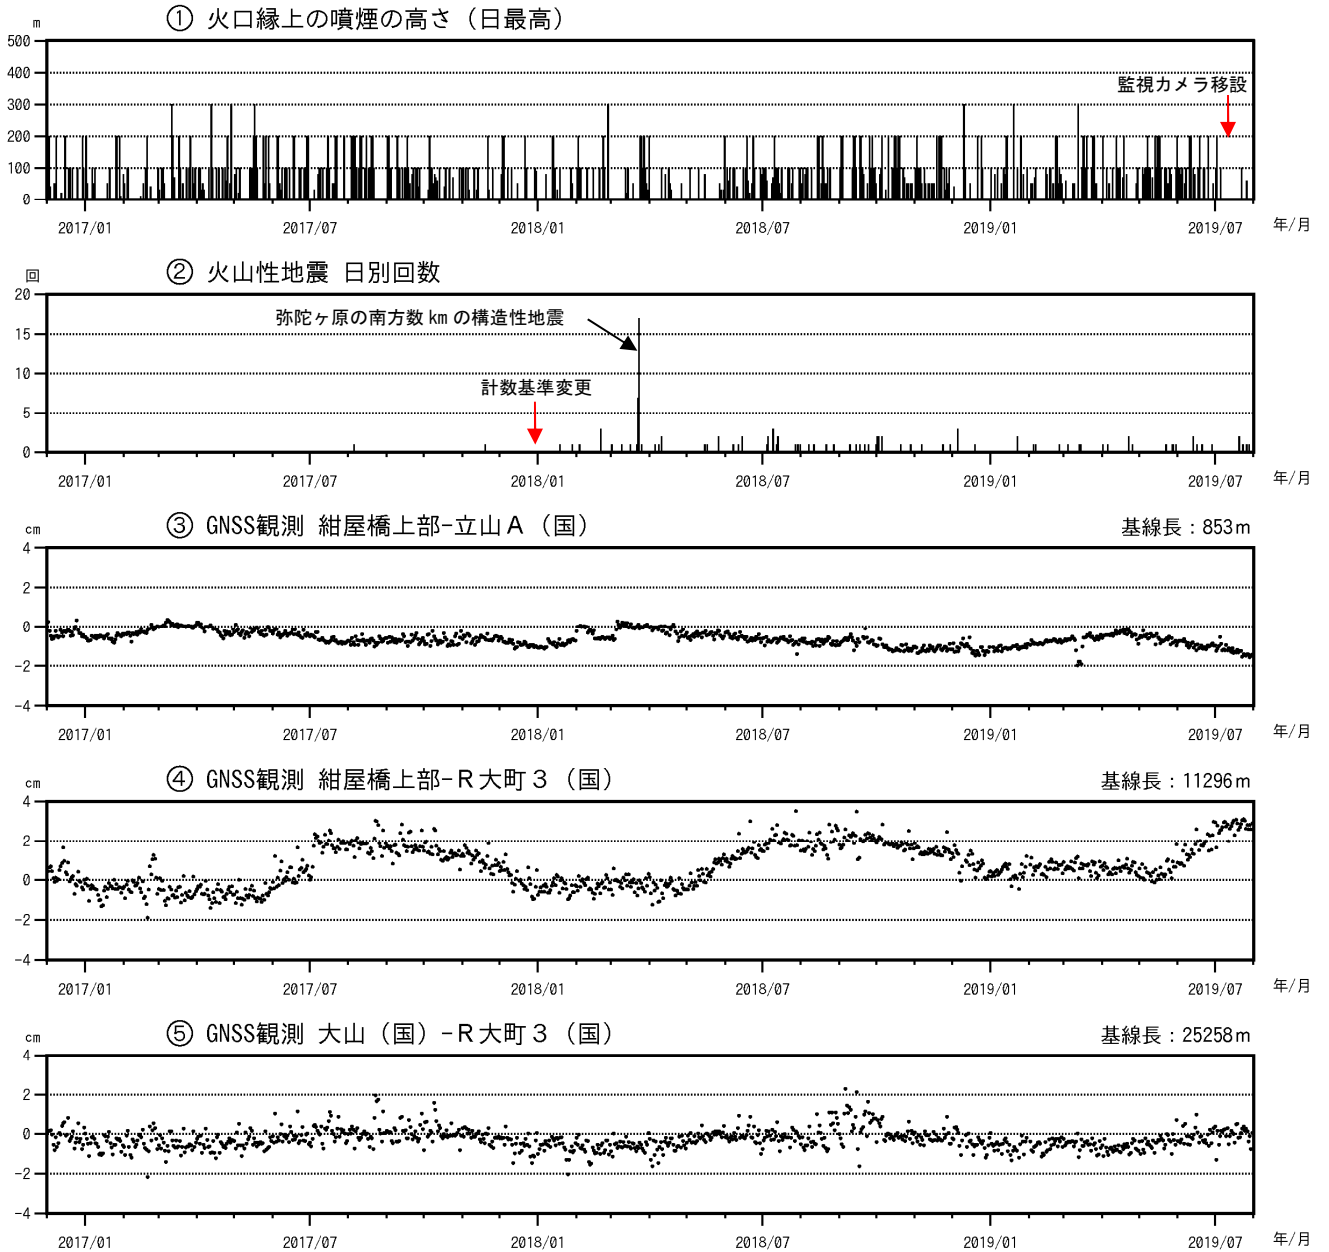 ① 火口縁上の噴煙の高さ（日最高）
m
500
400
300
200
100
0
監視カメラ移設
2017/01 2017/07 2018/01 2018/07 2019/01 2019/07 年/月
② 火山性地震 日別回数
回
20
15
10
5
0
弥陀ヶ原の南方数 km の構造性地震
計数基準変更
2017/01 2017/07 2018/01 2018/07 2019/01 2019/07 年/月
③ GNSS観測 紺屋橋上部-立山Ａ（国） 基線長：853m
cm
4
2
0
-2
-4
2017/01 2017/07 2018/01 2018/07 2019/01 2019/07 年/月
④ GNSS観測 紺屋橋上部-Ｒ大町３（国） 基線長：11296m
cm
4
2
0
-2
-4
2017/01 2017/07 2018/01 2018/07 2019/01 2019/07 年/月
⑤ GNSS観測 大山（国）-Ｒ大町３（国） 基線長：25258m
cm
4
2
0
-2
-4
2017/01 2017/07 2018/01 2018/07 2019/01 2019/07 年/月